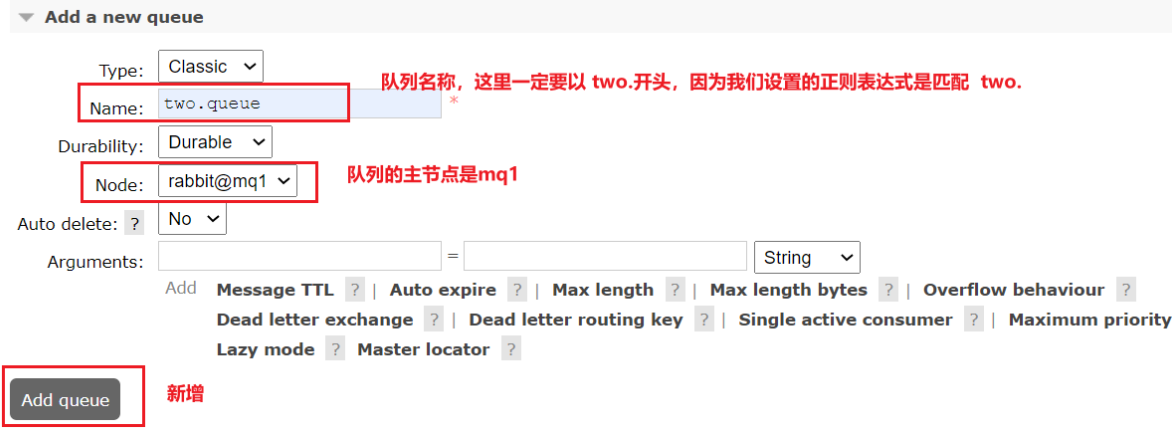 Add a new queue
Type: Classic
队列名称，这里一定要以 two.开头，因为我们设置的正则表达式是匹配 two.
Name: two.queue *
Durability: Durable
Node: rabbit@mq1
队列的主节点是mq1
Auto delete: ? No
Arguments: = String
Add Message TTL ? | Auto expire ? | Max length ? | Max length bytes ? | Overflow behaviour ?
Dead letter exchange ? | Dead letter routing key ? | Single active consumer ? | Maximum priority
Lazy mode ? Master locator ?
Add queue
新增